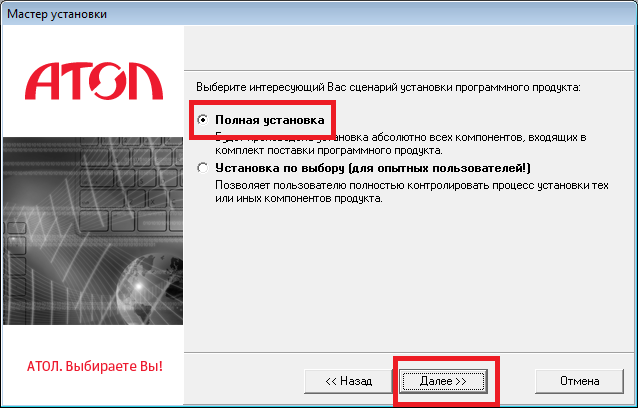 Мастер установки
АТОЛ
Выберите интересующий Вас сценарий установки программного продукта:
Полная установка
Будет произведена установка абсолютно всех компонентов, входящих в
комплект поставки программного продукта.
Установка по выбору (для опытных пользователей!)
Позволяет пользователю полностью контролировать процесс установки тех
или иных компонентов продукта.
АТОЛ. Выбираете Вы!
<< Назад
Далее >>
Отмена